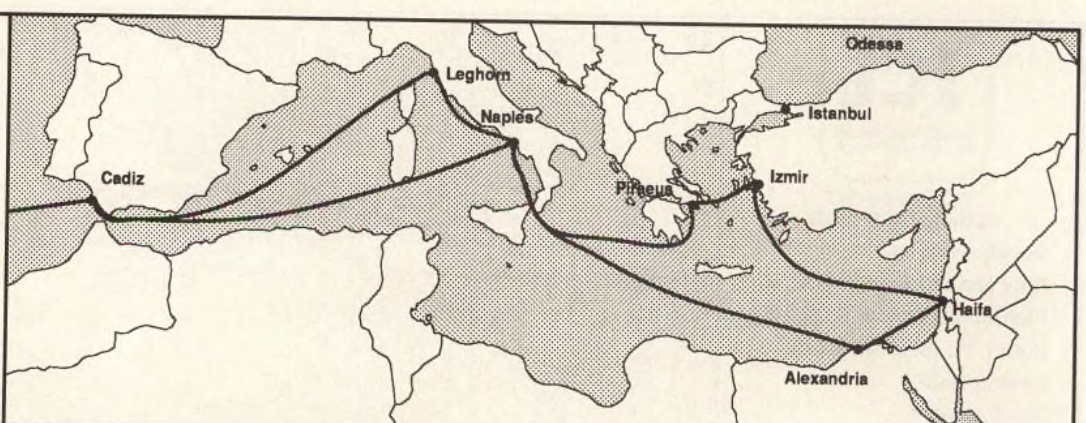 Odessa
Leghorn
Istanbul
Naples
Cadiz
Piraeus
Izmir
Haifa
Alexandria